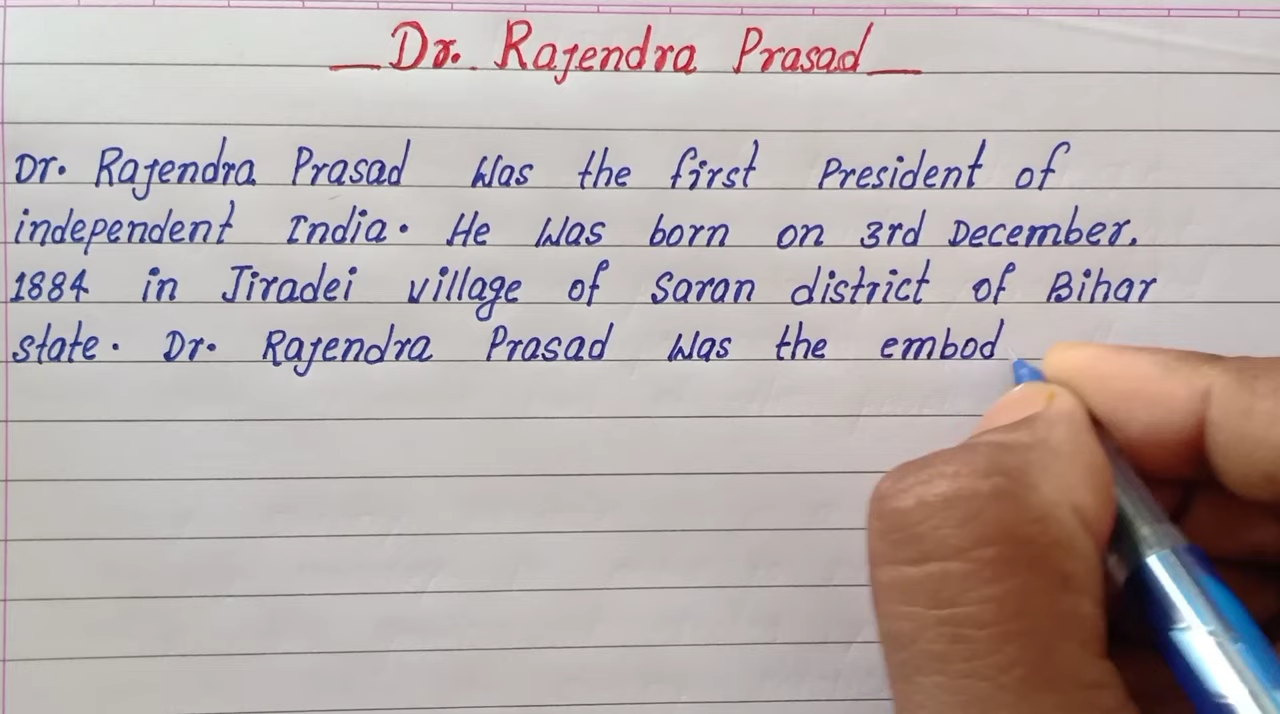 Dr. Rajendra Prasad
Dr. Rajendra Prasad Was the first President of
independent India. He Was born on 3rd December.
1884 in Jiradei village of Saran district of Bihar
state. Dr. Rajendra Prasad Was the embod